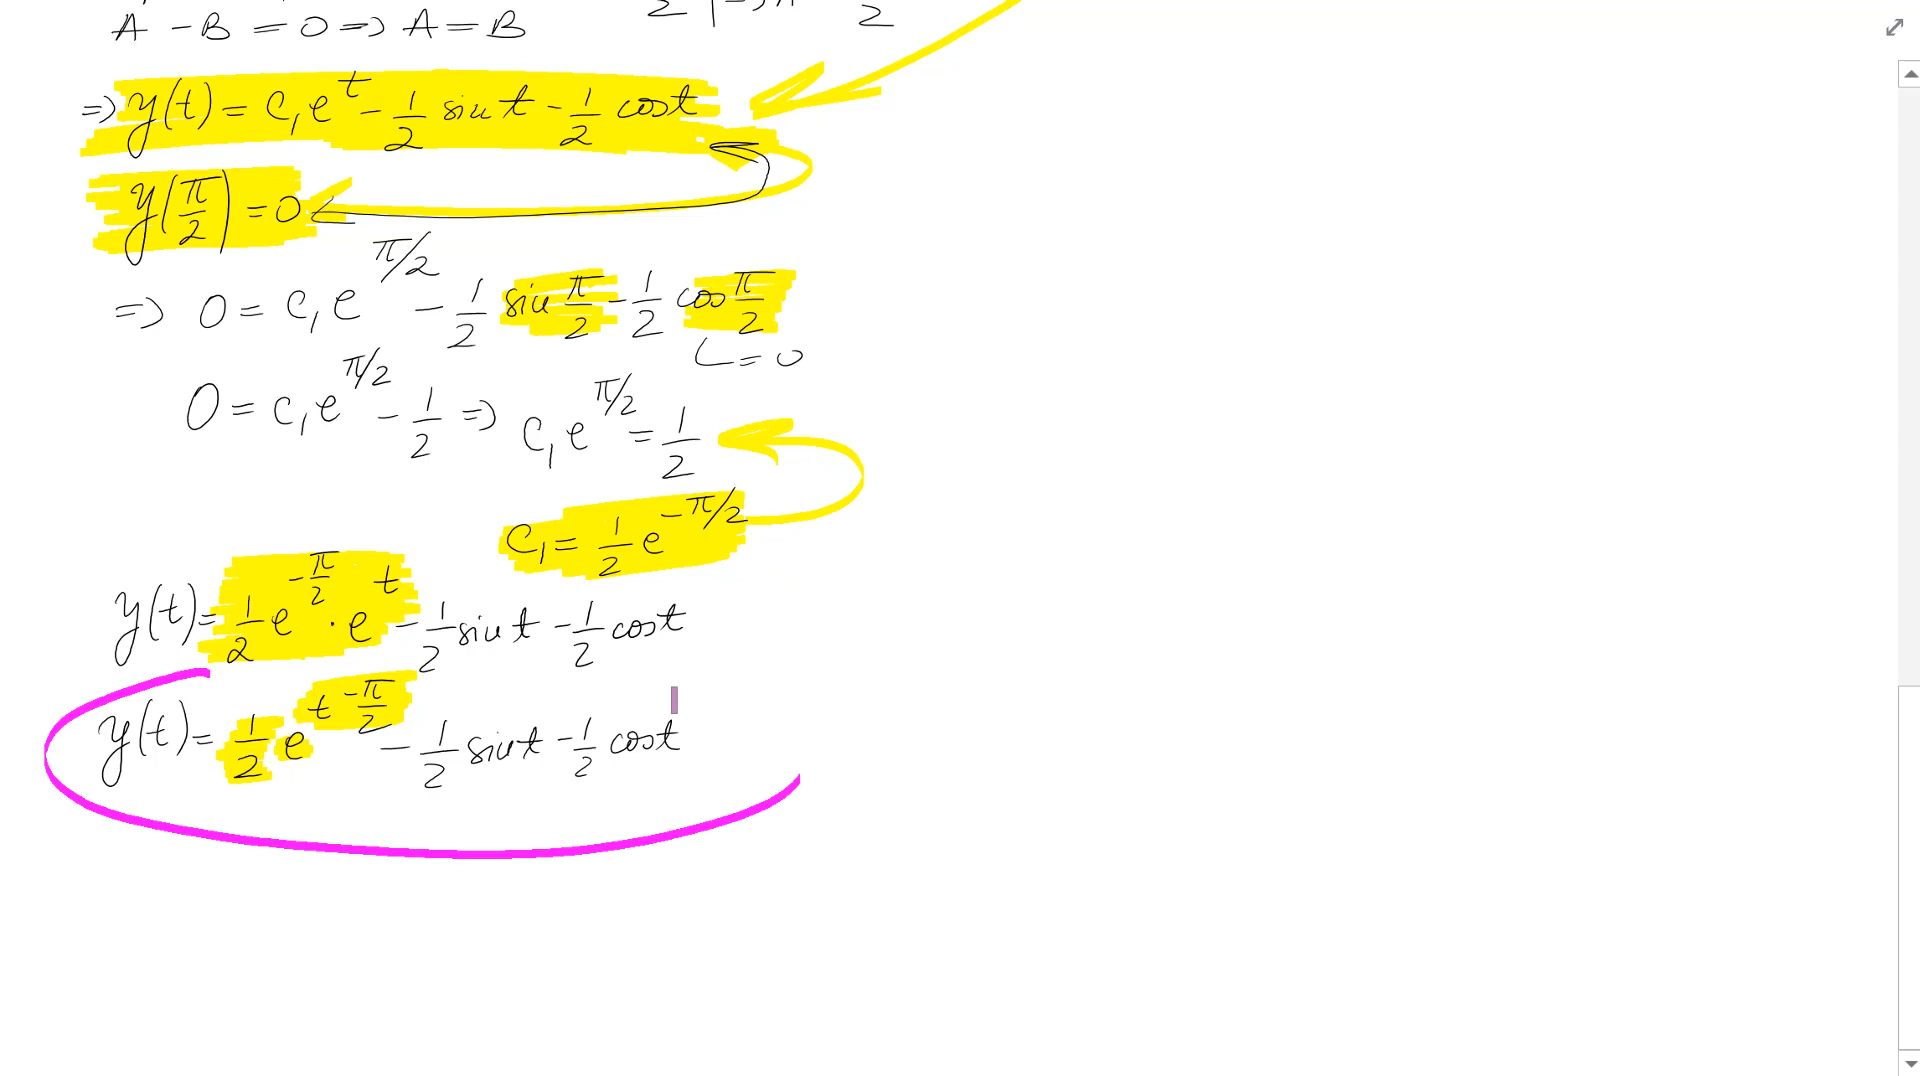 A - B = 0 => A = B
=> y(t) = c₁e^t - 1/2 sin t - 1/2 cos t
y(π/2) = 0
=> 0 = c₁e^π/2 - 1/2 sin π/2 - 1/2 cos π/2
= 0
0 = c₁e^π/2 - 1/2 => c₁e^π/2 = 1/2
c₁ = 1/2 e^-π/2
y(t) = 1/2 e^-π/2 · e^t - 1/2 sin t - 1/2 cos t
y(t) = 1/2 e^t-π/2 - 1/2 sin t - 1/2 cos t